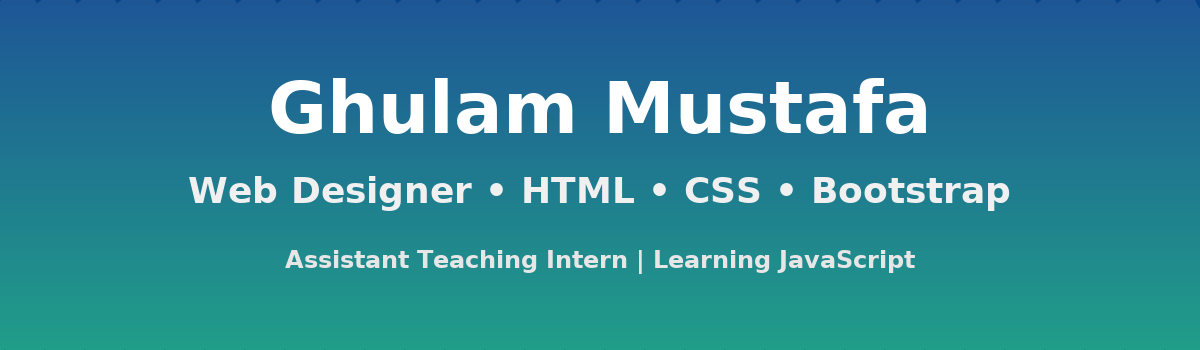 Ghulam Mustafa
Web Designer • HTML • CSS • Bootstrap
Assistant Teaching Intern | Learning JavaScript